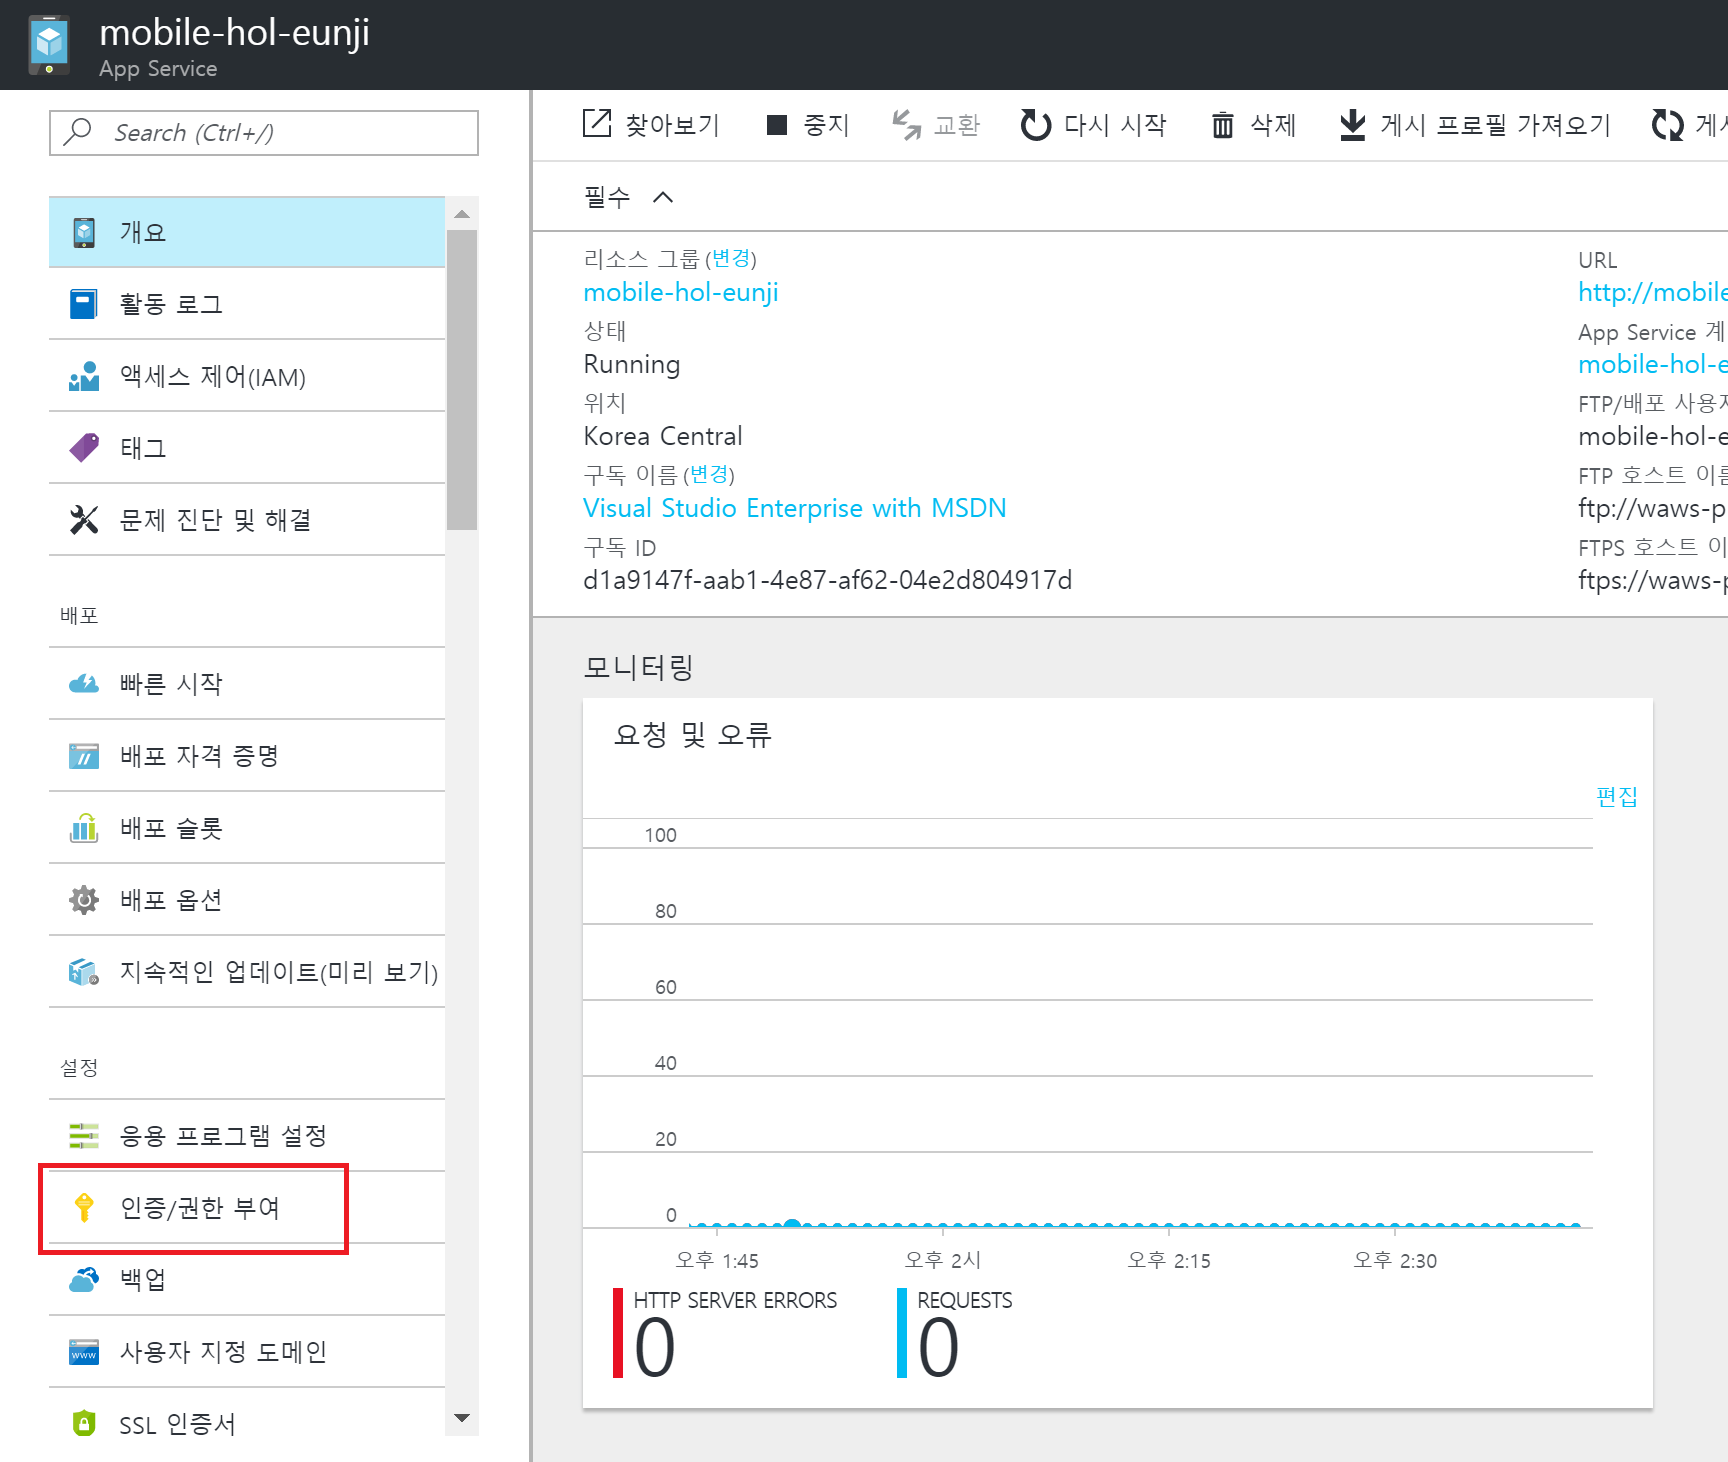 mobile-hol-eunji
App Service
Search (Ctrl+/)
개요
활동 로그
액세스 제어(IAM)
태그
문제 진단 및 해결
배포
빠른 시작
배포 자격 증명
배포 슬롯
배포 옵션
지속적인 업데이트(미리 보기)
설정
응용 프로그램 설정
인증/권한 부여
백업
사용자 지정 도메인
SSL 인증서
찾아보기 중지 교환 다시 시작 삭제 게시 프로필 가져오기
필수
리소스 그룹 (변경)
mobile-hol-eunji
상태
Running
위치
Korea Central
구독 이름 (변경)
Visual Studio Enterprise with MSDN
구독 ID
d1a9147f-aab1-4e87-af62-04e2d804917d
URL
http://mobile
App Service 계
mobile-hol-e
FTP/배포 사용자
mobile-hol-e
FTP 호스트 이름
ftp://waws-p
FTPS 호스트 이
ftps://waws-p
모니터링
요청 및 오류
편집
100
80
60
40
20
0
오후 1:45 오후 2시 오후 2:15 오후 2:30
HTTP SERVER ERRORS
0
REQUESTS
0